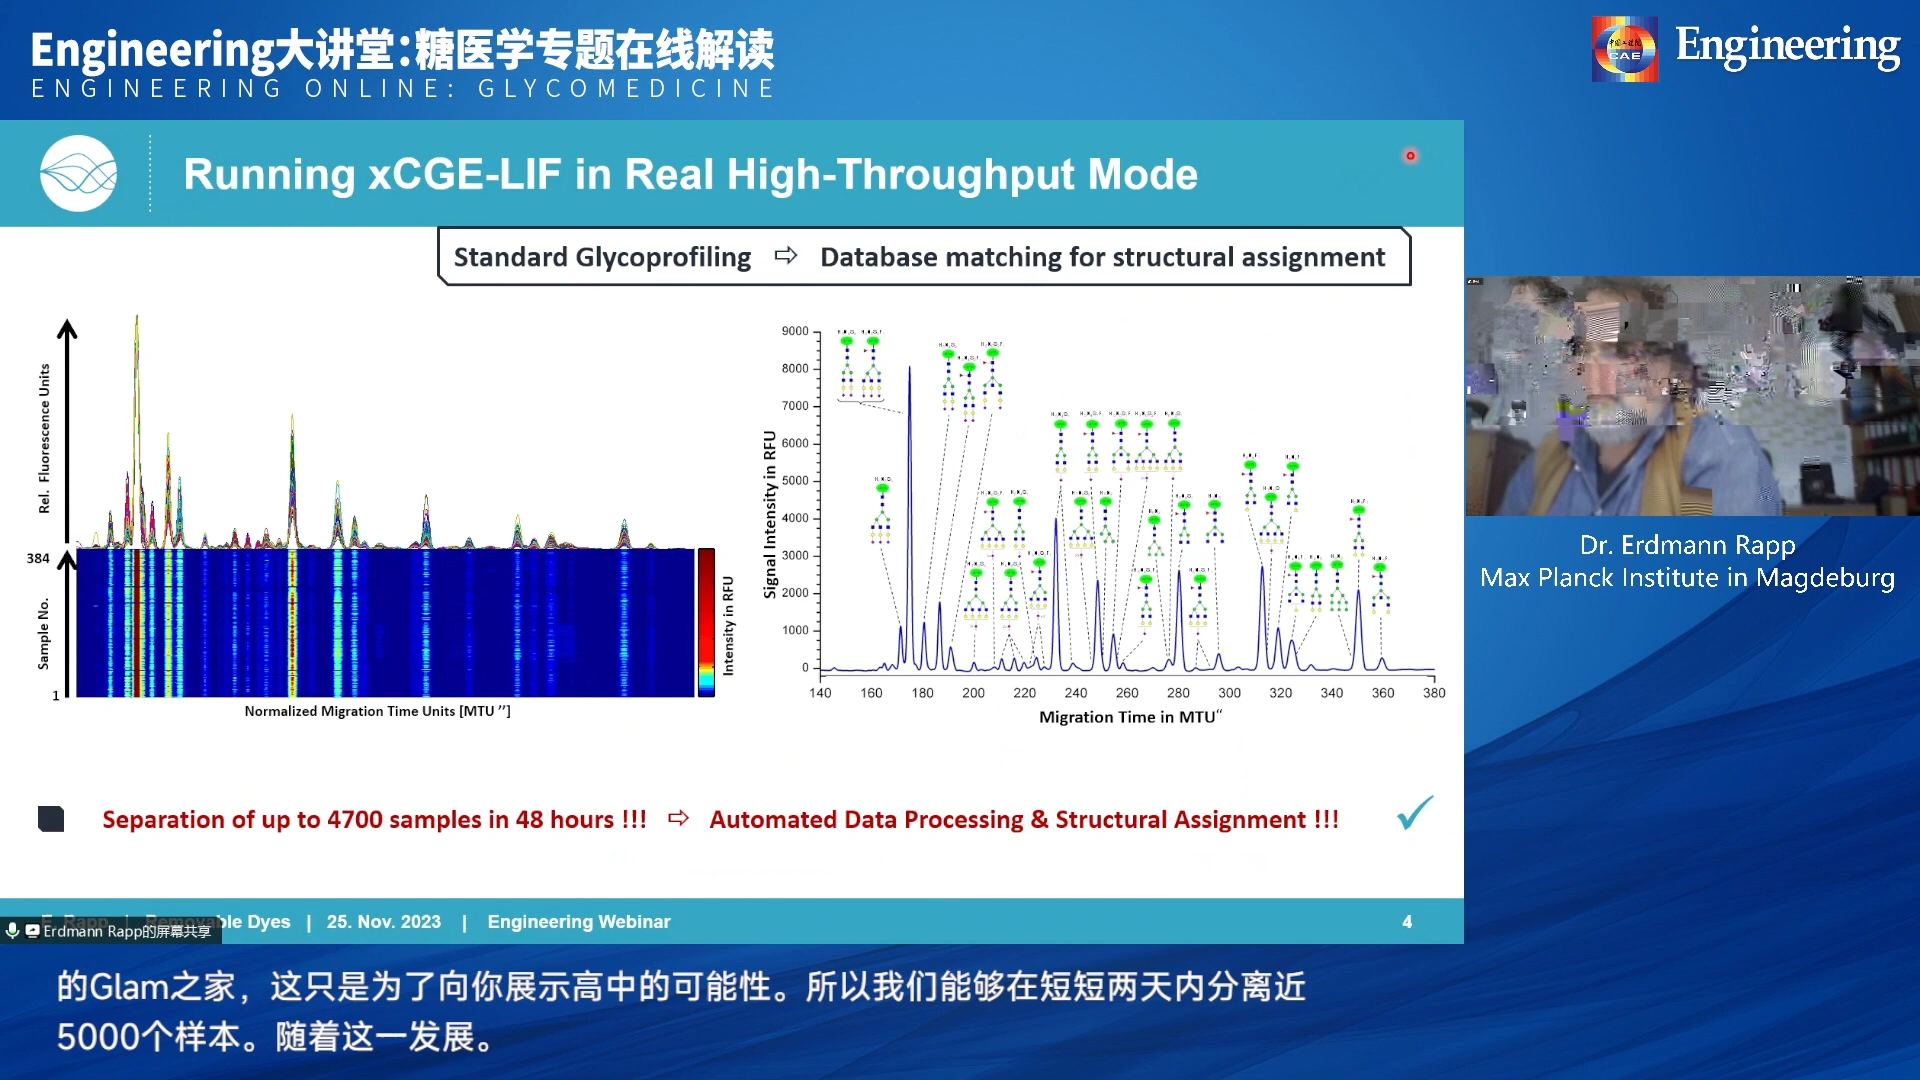 Engineering大讲堂:糖医学专题在线解读
ENGINEERING ONLINE: GLYCOMEDICINE
中国工程院
CAE
Engineering
Running xCGE-LIF in Real High-Throughput Mode
Standard Glycoprofiling ⇨ Database matching for structural assignment
Rel. Fluorescence Units
384
Sample No.
1
Normalized Migration Time Units [MTU ″]
Intensity in RFU
Signal Intensity in RFU
9000
8000
7000
6000
5000
4000
3000
2000
1000
0
140 160 180 200 220 240 260 280 300 320 340 360 380
Migration Time in MTU“
Dr. Erdmann Rapp
Max Planck Institute in Magdeburg
Separation of up to 4700 samples in 48 hours !!! ⇨ Automated Data Processing & Structural Assignment !!!
E. Rapp | Removable Dyes | 25. Nov. 2023 | Engineering Webinar 4
Erdmann Rapp的屏幕共享
的Glam之家，这只是为了向你展示高中的可能性。所以我们能够在短短两天内分离近
5000个样本。随着这一发展。